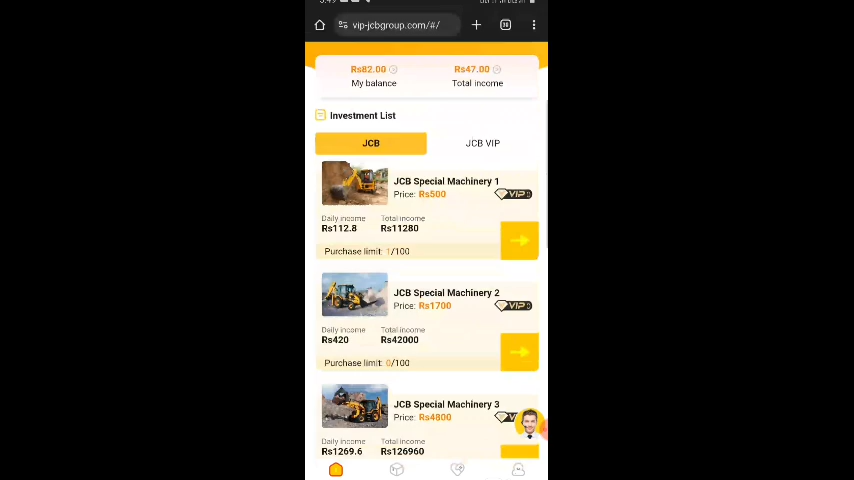 vip-jcbgroup.com/#/
Rs82.00 Rs47.00
My balance Total income
Investment List
JCB JCB VIP
JCB Special Machinery 1
Price: Rs500 VIP0
Daily income Total income
Rs112.8 Rs11280
Purchase limit: 1/100
JCB Special Machinery 2
Price: Rs1700 VIP0
Daily income Total income
Rs420 Rs42000
Purchase limit: 0/100
JCB Special Machinery 3
Price: Rs4800
Daily income Total income
Rs1269.6 Rs126960